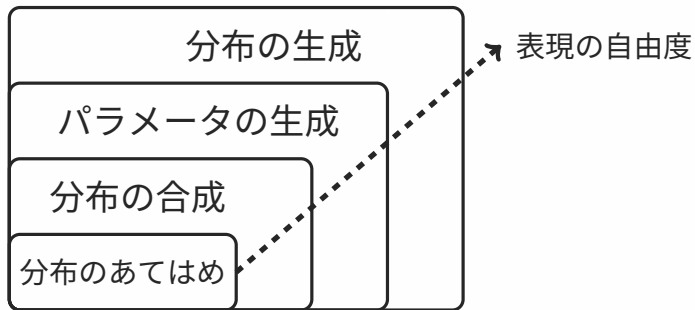 分布の生成
表現の自由度
パラメータの生成
分布の合成
分布のあてはめ